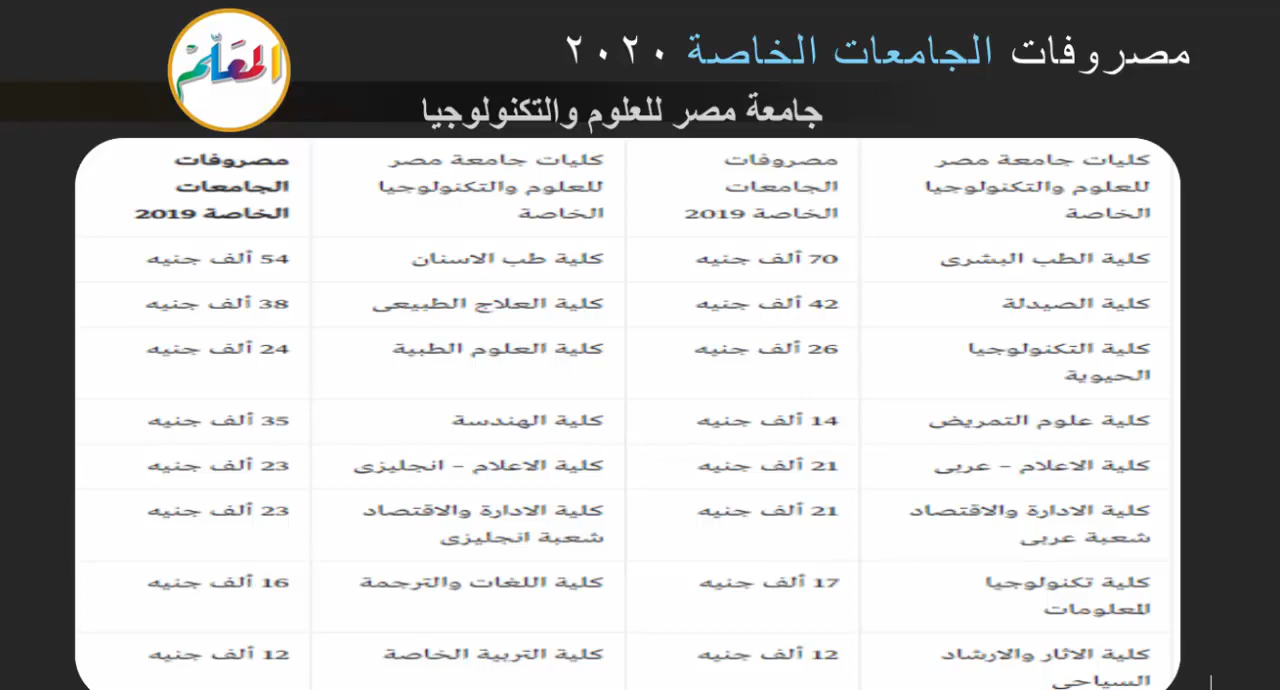 المعلم
مصروفات الجامعات الخاصة ٢٠٢٠
جامعة مصر للعلوم والتكنولوجيا
كليات جامعة مصر للعلوم والتكنولوجيا الخاصة مصروفات الجامعات الخاصة 2019 كليات جامعة مصر للعلوم والتكنولوجيا الخاصة مصروفات الجامعات الخاصة 2019
كلية الطب البشرى 70 ألف جنيه كلية طب الاسنان 54 ألف جنيه
كلية الصيدلة 42 ألف جنيه كلية العلاج الطبيعى 38 ألف جنيه
كلية التكنولوجيا الحيوية 26 ألف جنيه كلية العلوم الطبية 24 ألف جنيه
كلية علوم التمريض 14 ألف جنيه كلية الهندسة 35 ألف جنيه
كلية الاعلام – عربى 21 ألف جنيه كلية الاعلام – انجليزى 23 ألف جنيه
كلية الادارة والاقتصاد شعبة عربى 21 ألف جنيه كلية الادارة والاقتصاد شعبة انجليزى 23 ألف جنيه
كلية تكنولوجيا المعلومات 17 ألف جنيه كلية اللغات والترجمة 16 ألف جنيه
كلية الاثار والارشاد السياحى 12 ألف جنيه كلية التربية الخاصة 12 ألف جنيه